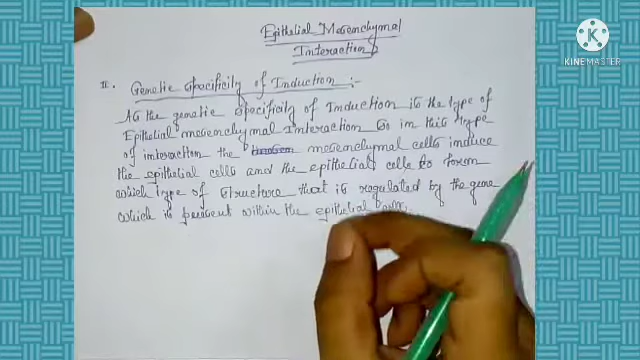 Epithelial Mesenchymal
Interaction
II. Genetic Specificity of Induction :-
As the genetic specificity of Induction is the type of
Epithelial mesenchymal Interaction So in this type
of interaction the mesenchymal cells induce
the epithelial cells and the epithelial cells to form
which type of structure that is regulated by the gene
which is present within the epithelial
K
KINEMASTER